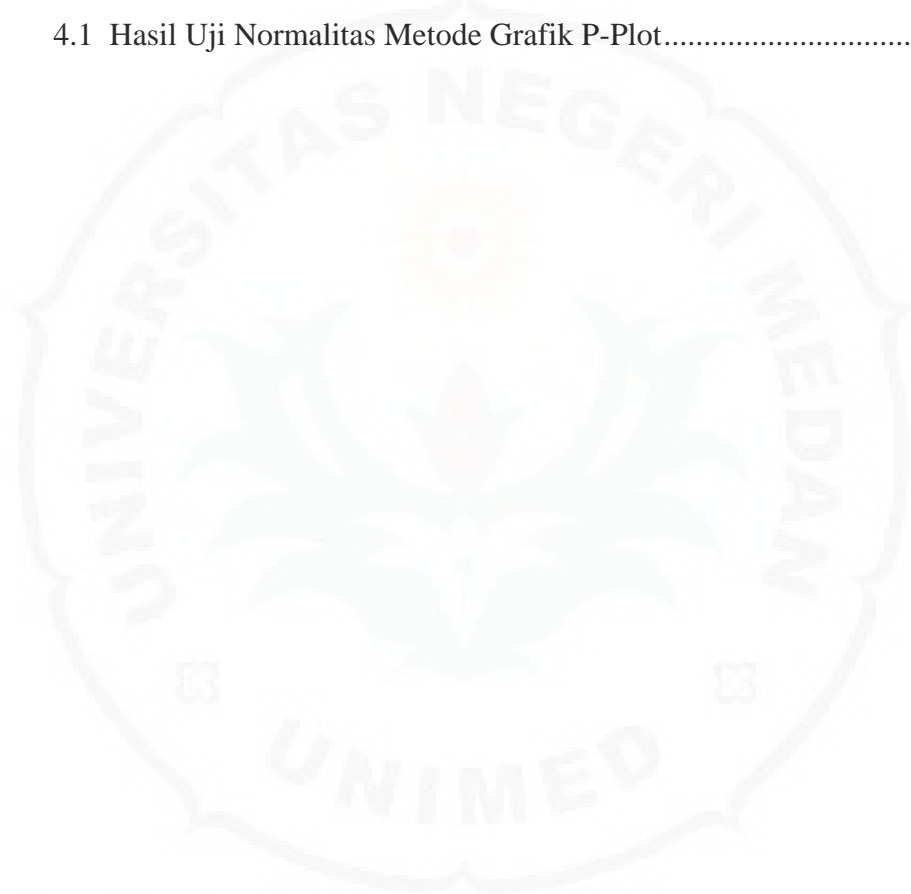 4.1 Hasil Uji Normalitas Metode Grafik P-Plot...............................
UNIVERSITAS NEGERI MEDAN
UNIMED